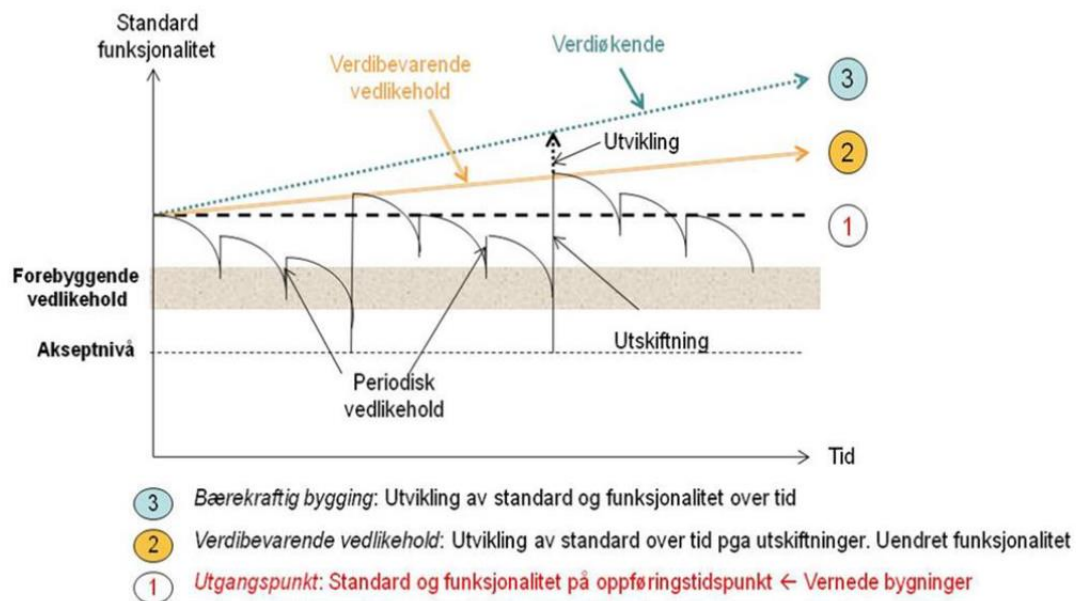 Standard
funksjonalitet
Verdiøkende
Verdibevarende
vedlikehold
3
Utvikling
2
1
Forebyggende
vedlikehold
Utskiftning
Akseptnivå
Periodisk
vedlikehold
Tid
3 Bærekraftig bygging: Utvikling av standard og funksjonalitet over tid
2 Verdibevarende vedlikehold: Utvikling av standard over tid pga utskiftninger. Uendret funksjonalitet
1 Utgangspunkt: Standard og funksjonalitet på oppføringstidspunkt ← Vernede bygninger